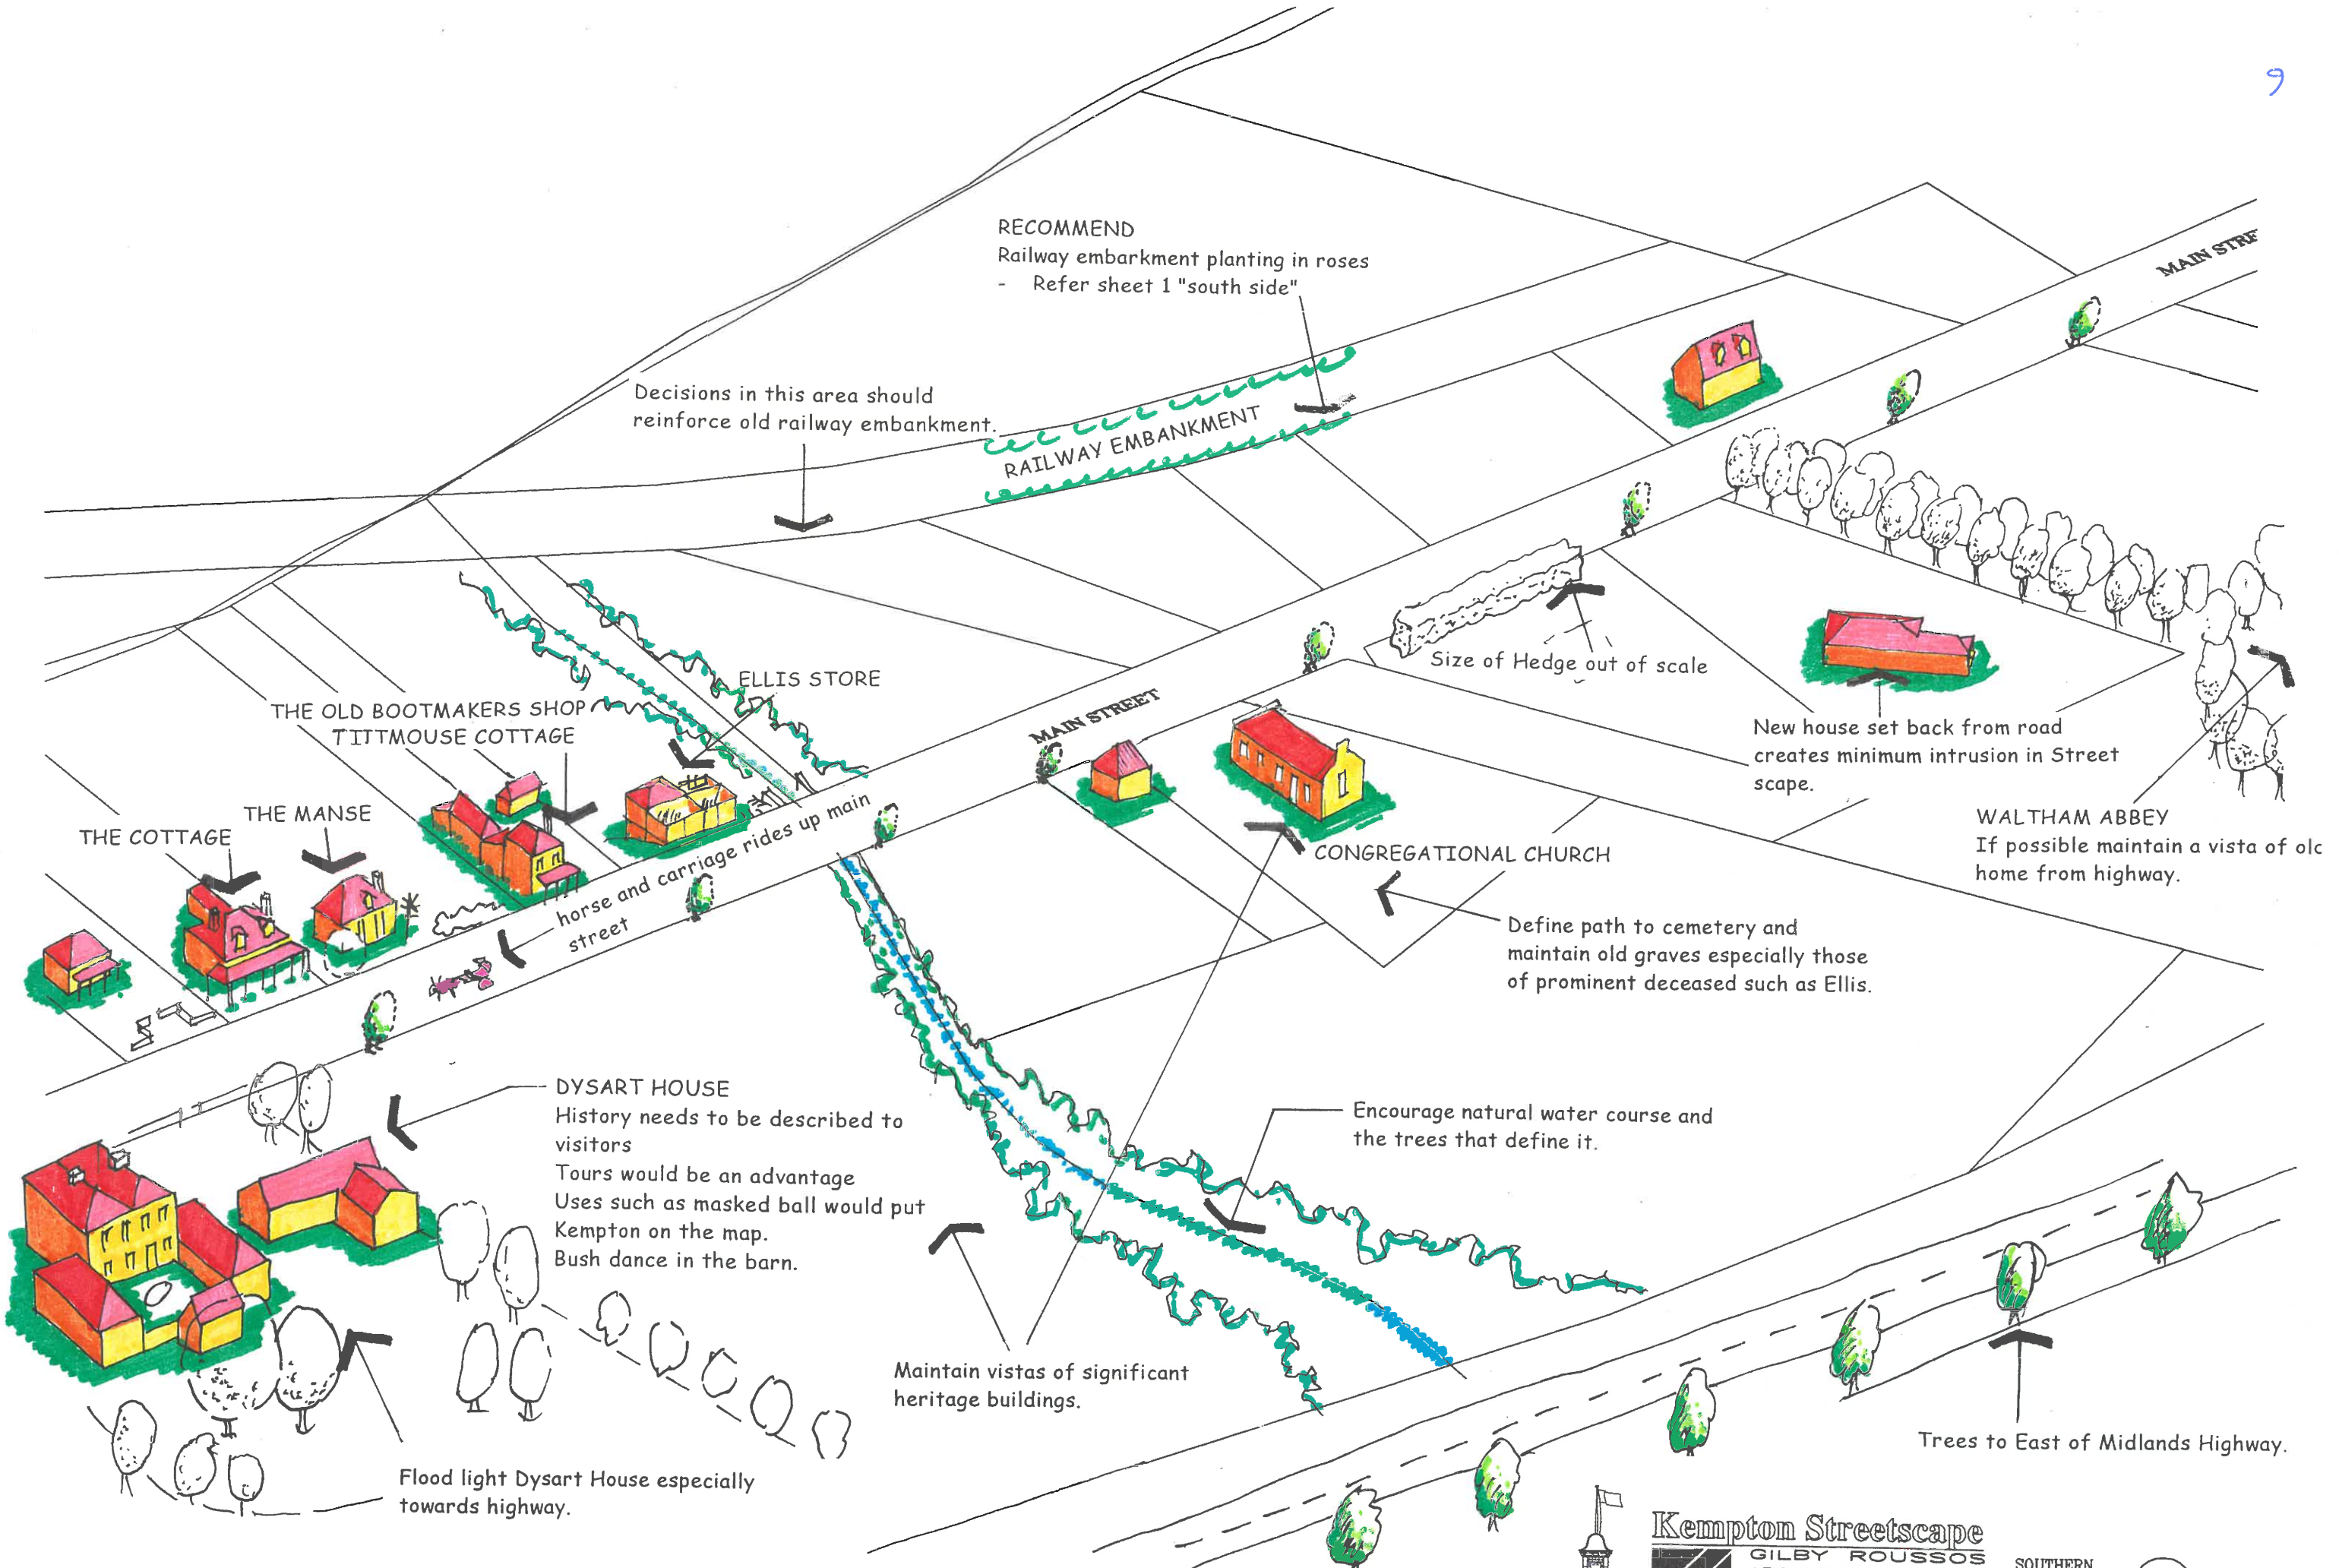 9
MAIN STRE
RECOMMEND
Railway embarkment planting in roses
- Refer sheet 1 "south side"
Decisions in this area should
reinforce old railway embankment.
RAILWAY EMBANKMENT
Size of Hedge out of scale
ELLIS STORE
THE OLD BOOTMAKERS SHOP
TITTMOUSE COTTAGE
MAIN STREET
New house set back from road
creates minimum intrusion in Street
scape.
THE MANSE
THE COTTAGE
horse and carriage rides up main
street
WALTHAM ABBEY
If possible maintain a vista of old
home from highway.
CONGREGATIONAL CHURCH
Define path to cemetery and
maintain old graves especially those
of prominent deceased such as Ellis.
DYSART HOUSE
History needs to be described to
visitors
Tours would be an advantage
Uses such as masked ball would put
Kempton on the map.
Bush dance in the barn.
Encourage natural water course and
the trees that define it.
Maintain vistas of significant
heritage buildings.
Trees to East of Midlands Highway.
Flood light Dysart House especially
towards highway.
Kempton Streetscape
GILBY ROUSSOS
SOUTHERN